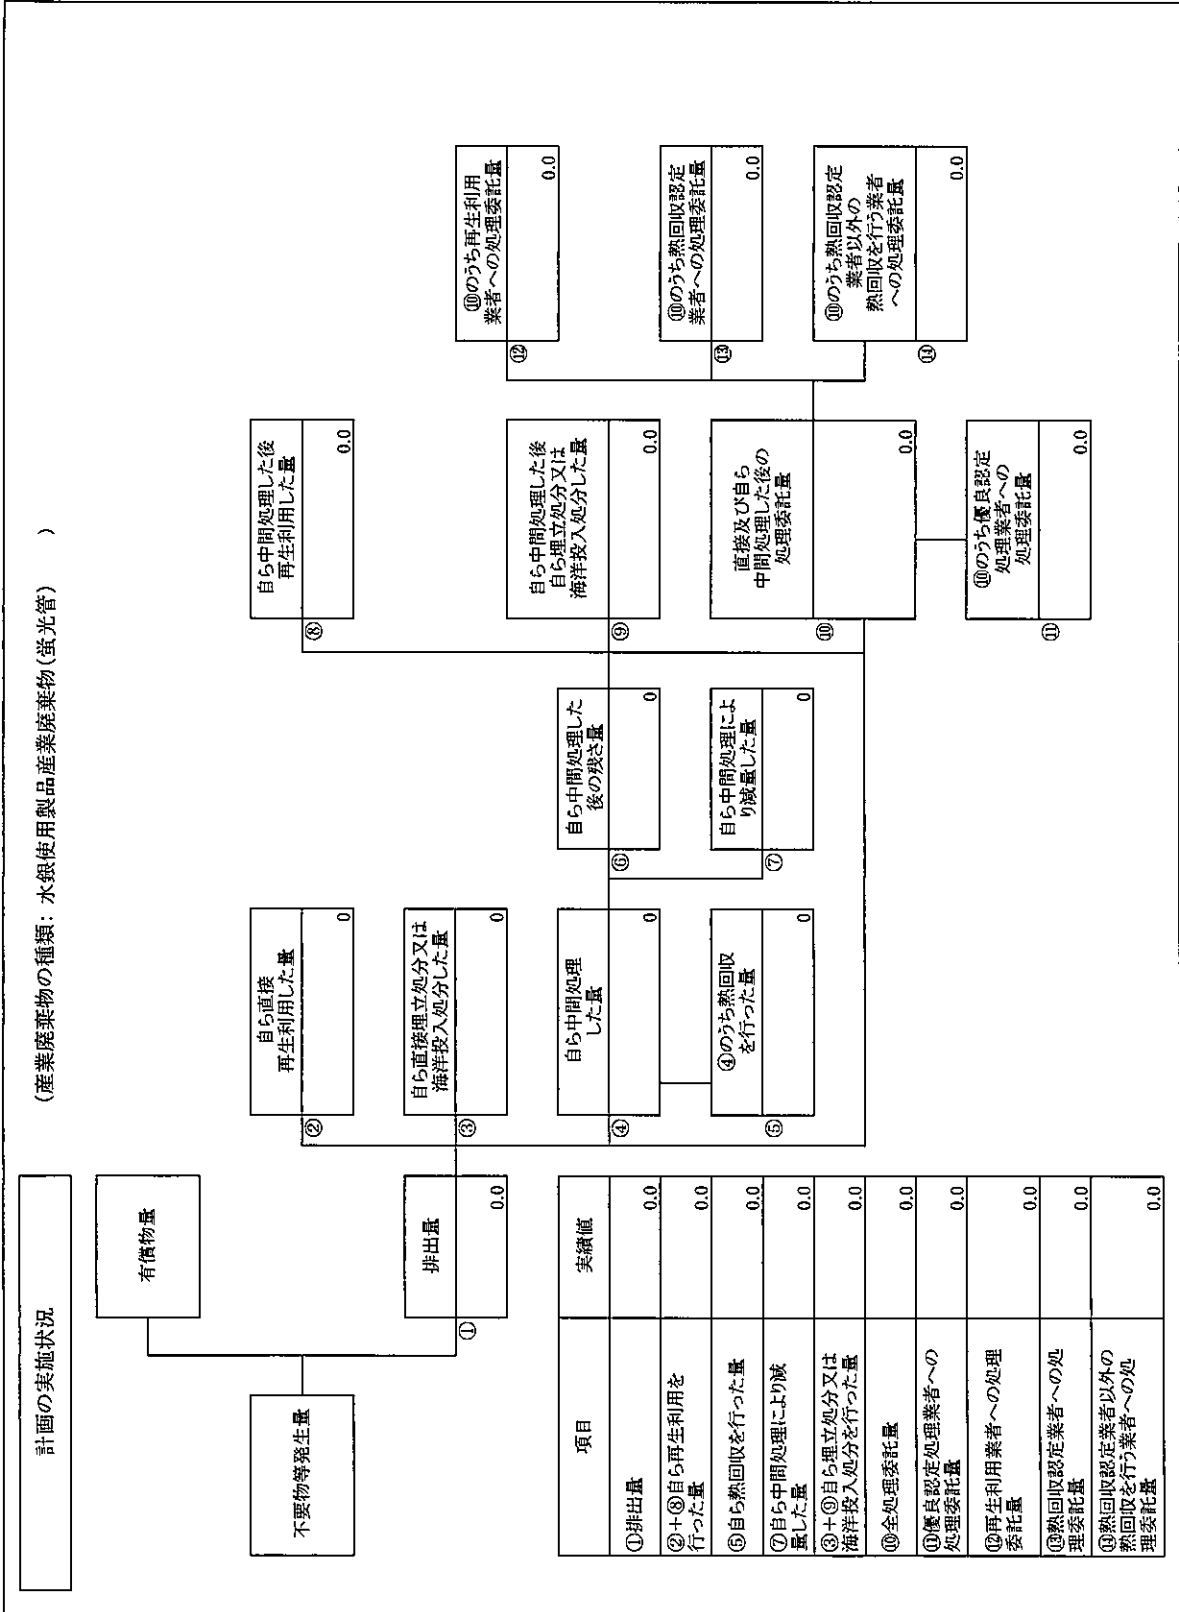 計画の実施状況
（産業廃棄物の種類：水銀使用製品産業廃棄物（蛍光管）　　）
不要物等発生量
有償物量
①
排出量
0.0
②
自ら直接
再生利用した量
0
③
自ら直接埋立処分又は
海洋投入処分した量
0
④
自ら中間処理
した量
0
⑤
④のうち熱回収
を行った量
0
⑥
自ら中間処理した
後の残さ量
0
⑦
自ら中間処理によ
り減量した量
0
⑧
自ら中間処理した後
再生利用した量
0.0
⑨
自ら中間処理した後
自ら埋立処分又は
海洋投入処分した量
0.0
⑩
直接及び自ら
中間処理した後の
処理委託量
0.0
⑪
⑩のうち優良認定
処理業者への
処理委託量
0.0
⑫
⑩のうち再生利用
業者への処理委託量
0.0
⑬
⑩のうち熱回収認定
業者への処理委託量
0.0
⑭
⑩のうち熱回収認定
業者以外の
熱回収を行う業者
への処理委託量
0.0
項目 実績値
①排出量 0.0
②＋⑧自ら再生利用を
行った量 0.0
⑤自ら熱回収を行った量 0.0
⑦自ら中間処理により減
量した量 0.0
③＋⑨自ら埋立処分又は
海洋投入処分を行った量 0.0
⑩全処理委託量 0.0
⑪優良認定処理業者への
処理委託量 0.0
⑫再生利用業者への処理
委託量 0.0
⑬熱回収認定業者への処
理委託量 0.0
⑭熱回収認定業者以外の
熱回収を行う業者への処
理委託量 0.0